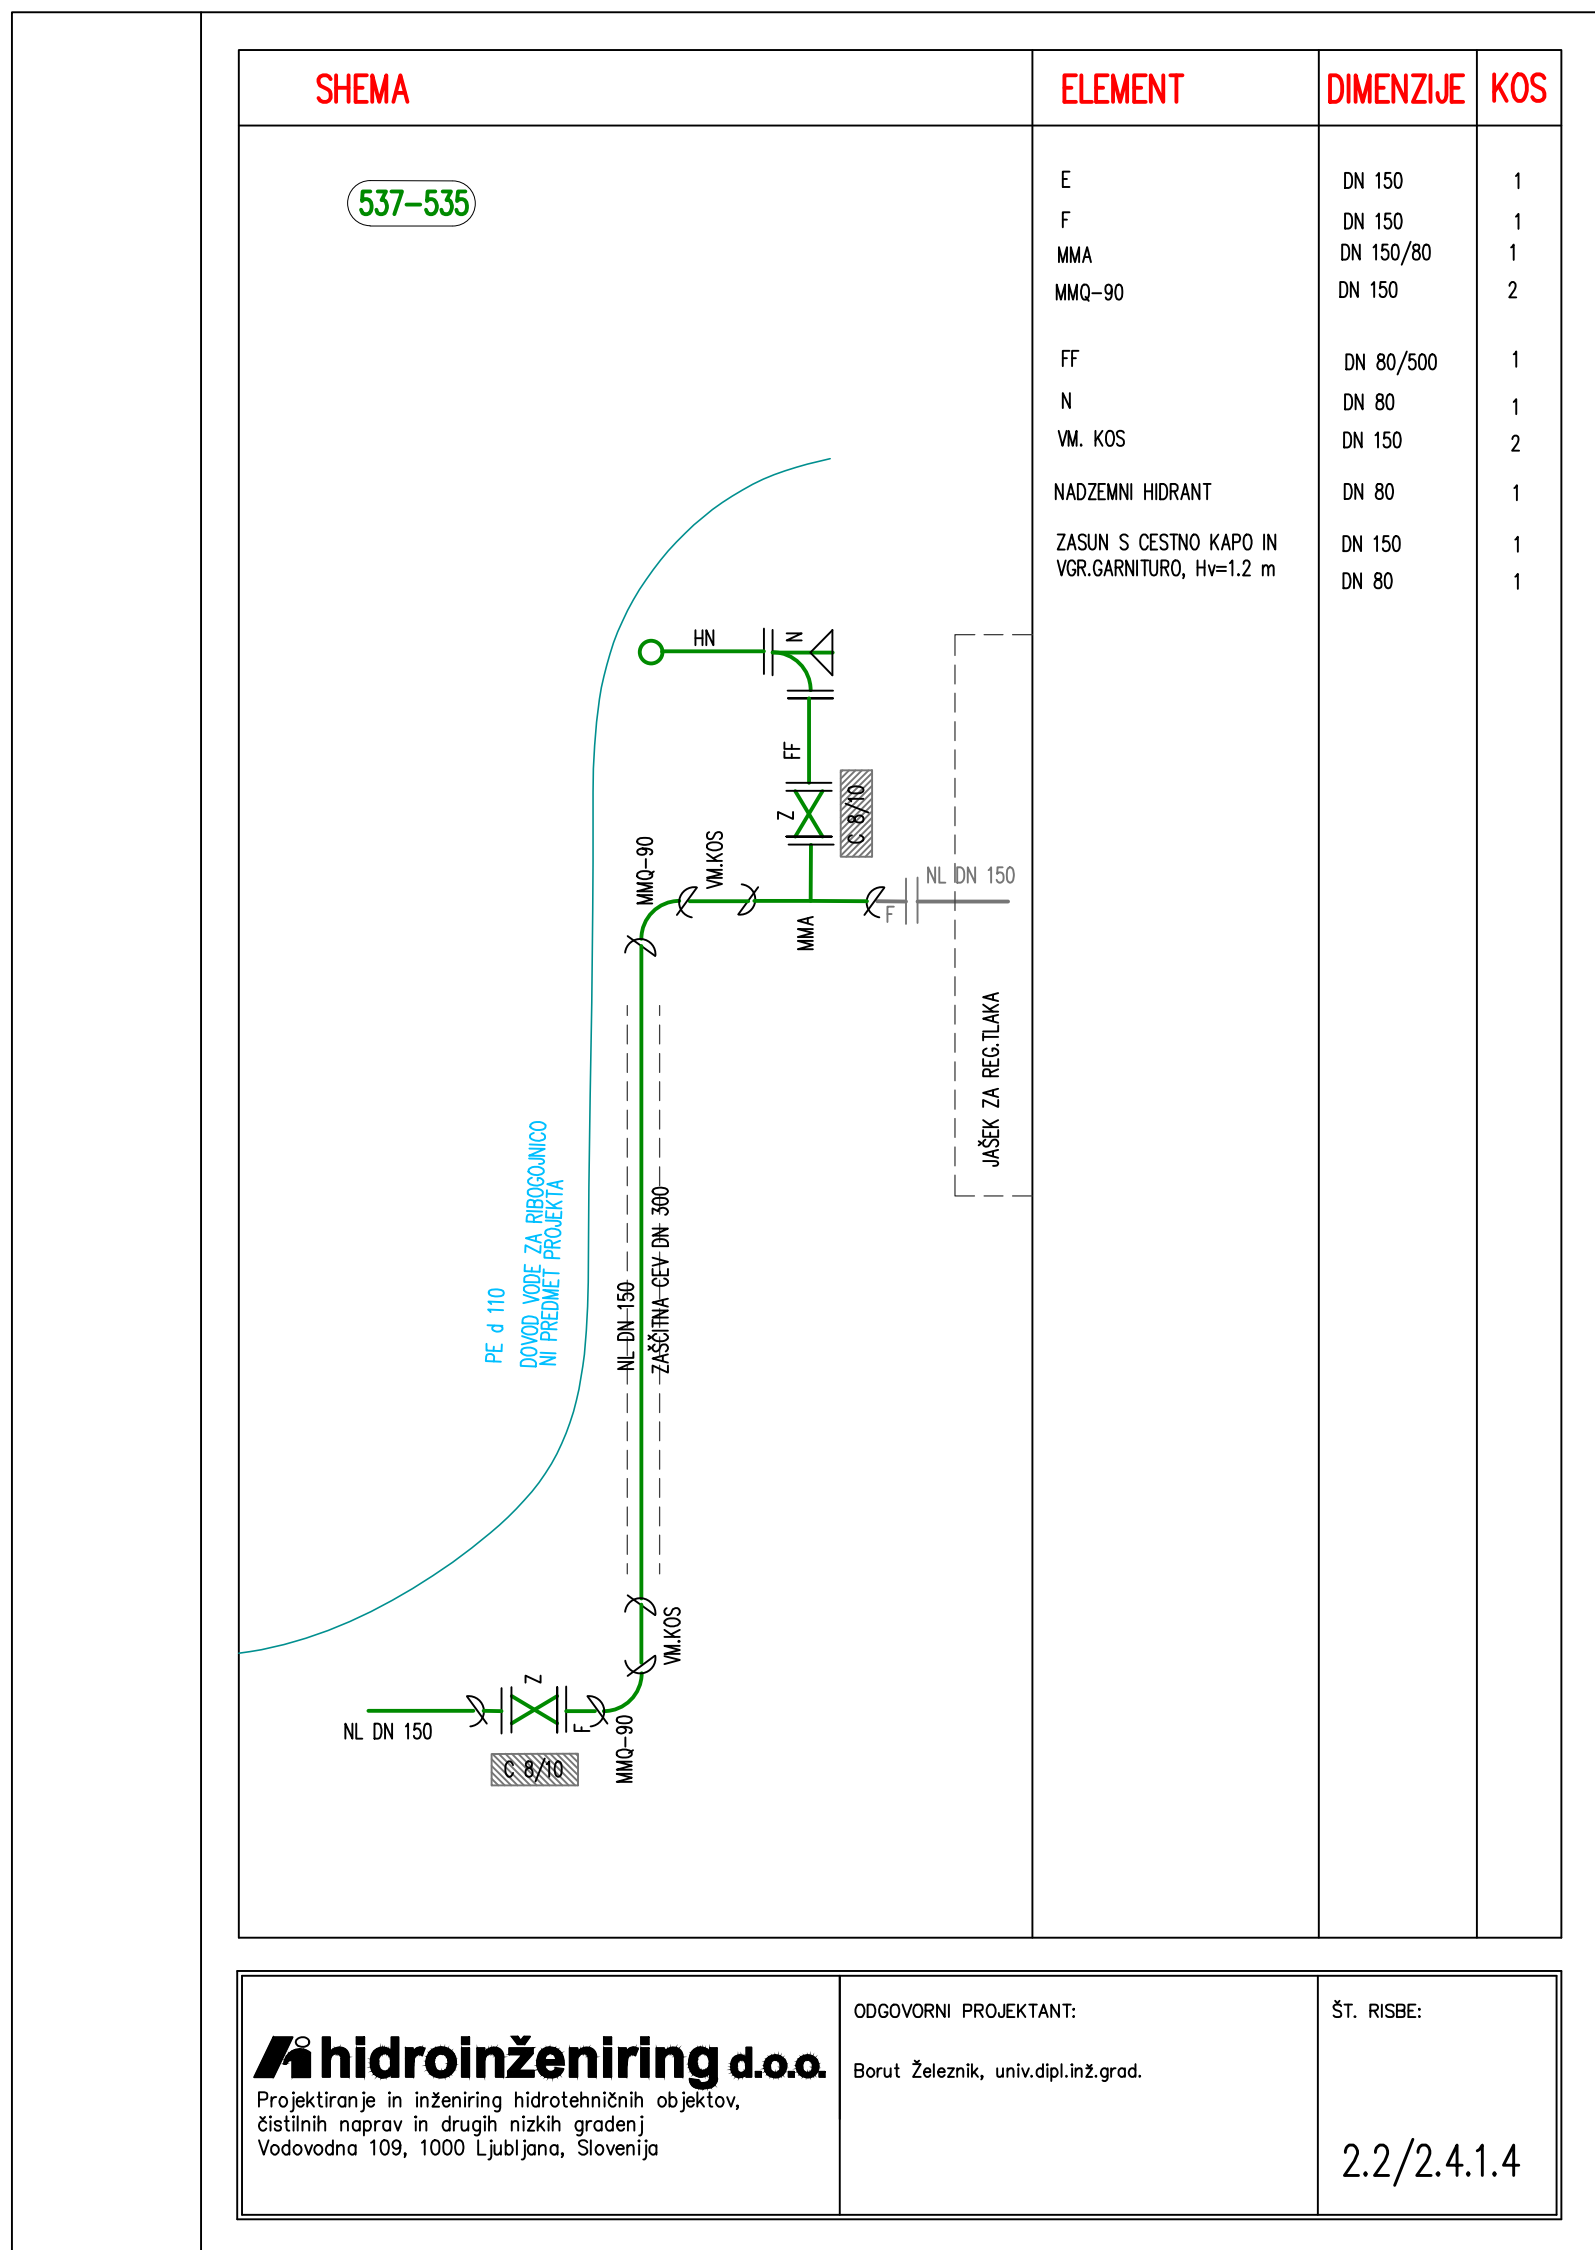 SHEMA ELEMENT DIMENZIJE KOS
537-535
E DN 150 1
F DN 150 1
MMA DN 150/80 1
MMQ-90 DN 150 2
FF DN 80/500 1
N DN 80 1
VM. KOS DN 150 2
NADZEMNI HIDRANT DN 80 1
ZASUN S CESTNO KAPO IN DN 150 1
VGR.GARNITURO, Hv=1.2 m DN 80 1
HN
N
FF
Z
C 8/10
MMQ-90
VM.KOS
MMA
F
NL DN 150
JAŠEK ZA REG.TLAKA
PE d 110
DOVOD VODE ZA RIBOGOJNICO
NI PREDMET PROJEKTA
NL DN 150
ZAŠČITNA CEV DN 300
VM.KOS
Z
NL DN 150
F
MMQ-90
C 8/10
hidroinženiring d.o.o.
Projektiranje in inženiring hidrotehničnih objektov,
čistilnih naprav in drugih nizkih gradenj
Vodovodna 109, 1000 Ljubljana, Slovenija
ODGOVORNI PROJEKTANT:
Borut Železnik, univ.dipl.inž.grad.
ŠT. RISBE:
2.2/2.4.1.4